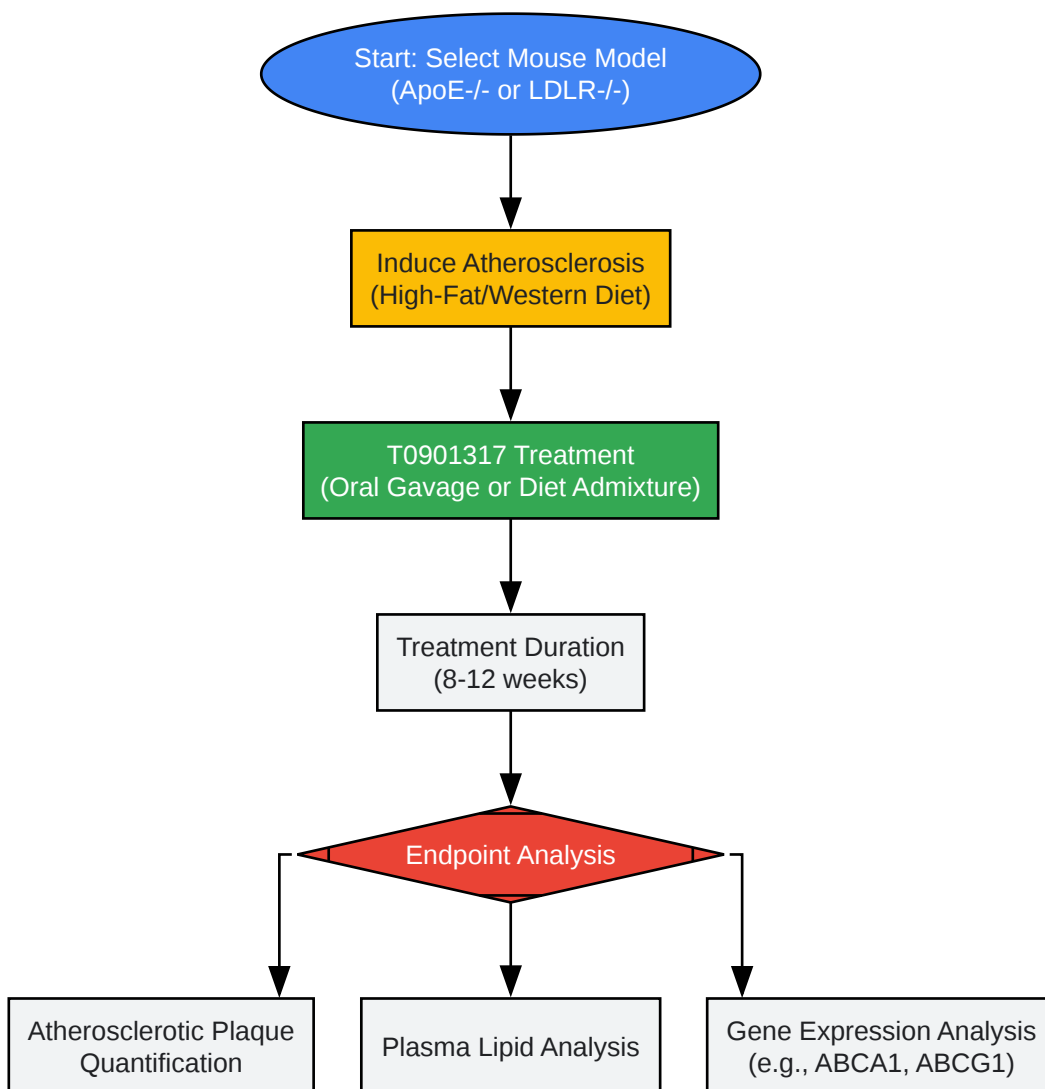 Start: Select Mouse Model
(ApoE-/- or LDLR-/-)
Induce Atherosclerosis
(High-Fat/Western Diet)
T0901317 Treatment
(Oral Gavage or Diet Admixture)
Treatment Duration
(8-12 weeks)
Endpoint Analysis
Atherosclerotic Plaque
Quantification
Plasma Lipid Analysis
Gene Expression Analysis
(e.g., ABCA1, ABCG1)